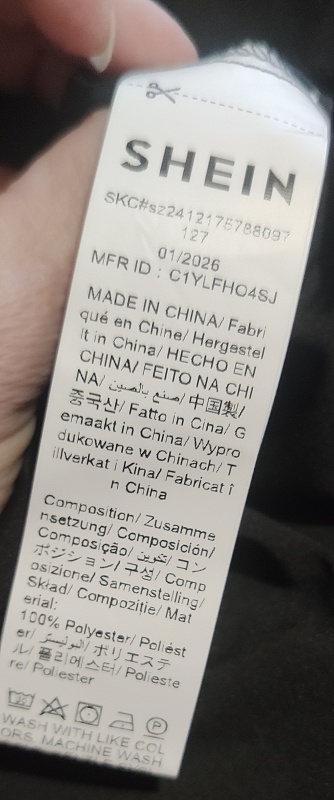 SHEIN
SKC#sz2412175788097
127
01/2026
MFR ID : C1YLFHO4SJ
MADE IN CHINA/ Fabri
qué en Chine/ Hergestel
lt in China/ HECHO EN
CHINA/ FEITO NA CHI
NA/ صنع بالصين/ 中国製/
중국산/ Fatto in Cina/ G
emaakt in China/ Wypro
dukowane w Chinach/ T
illverkat i Kina/ Fabricat î
n China
Composition/ Zusamme
nsetzung/ Composición/
Composição/ تكوين/ コン
ポジション/ 구성/ Comp
osizione/ Samenstelling/
Skład/ Compoziție/ Mat
erial:
100% Polyester/ Poliést
er/ البوليستر/ ポリエステ
ル/ 폴리에스터/ Polieste
re/ Poliester
WASH WITH LIKE COL
ORS. MACHINE WASH